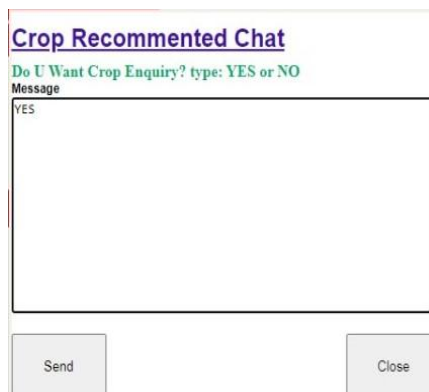 Crop Recommented Chat
Do U Want Crop Enquiry? type: YES or NO
Message
YES
Send Close